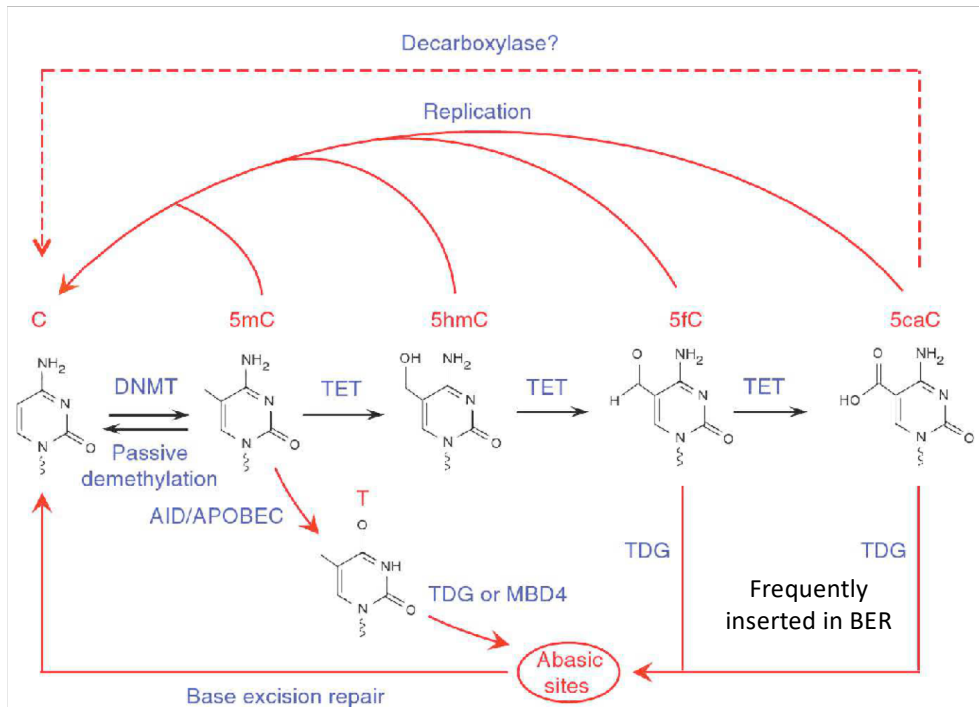 Decarboxylase?
Replication
C
5mC
5hmC
5fC
5caC
NH2
N
N
O
DNMT
Passive
demethylation
NH2
N
N
O
TET
OH
NH2
N
N
O
TET
O
H
NH2
N
N
O
TET
O
HO
NH2
N
N
O
AID/APOBEC
T
O
NH
N
O
TDG or MBD4
TDG
TDG
Frequently
inserted in BER
Abasic
sites
Base excision repair